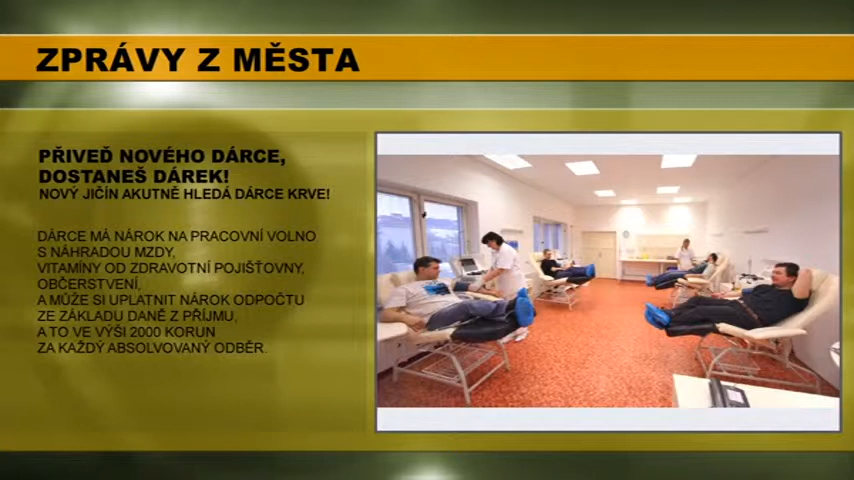 ZPRÁVY Z MĚSTA
PŘIVEĎ NOVÉHO DÁRCE,
DOSTANEŠ DÁREK!
NOVÝ JIČÍN AKUTNĚ HLEDÁ DÁRCE KRVE!
DÁRCE MÁ NÁROK NA PRACOVNÍ VOLNO
S NÁHRADOU MZDY,
VITAMÍNY OD ZDRAVOTNÍ POJIŠŤOVNY,
OBČERSTVENÍ,
A MŮŽE SI UPLATNIT NÁROK ODPOČTU
ZE ZÁKLADU DANĚ Z PŘÍJMU,
A TO VE VÝŠI 2000 KORUN
ZA KAŽDÝ ABSOLVOVANÝ ODBĚR.